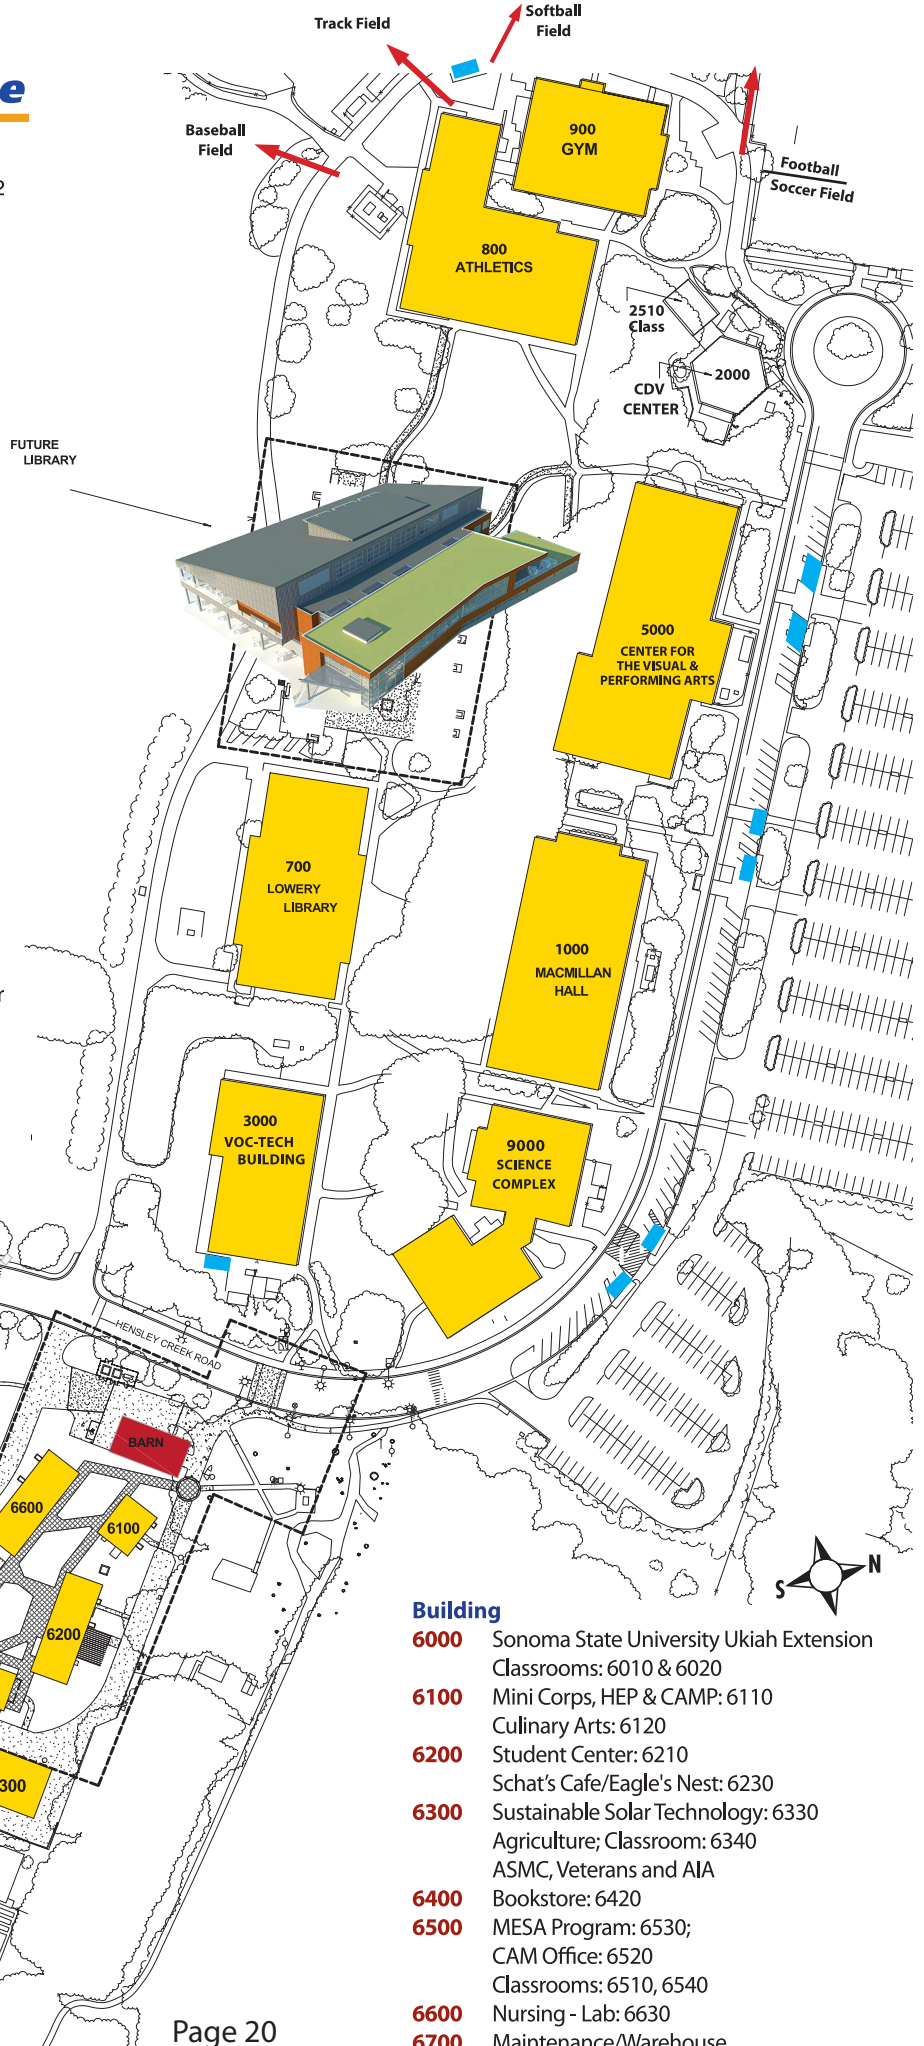 Softball
Field
Track Field
e
900
GYM
Baseball
Field
Football
Soccer Field
2
800
ATHLETICS
2510
Class
2000
CDV
CENTER
FUTURE
LIBRARY
5000
CENTER FOR
THE VISUAL &
PERFORMING ARTS
700
LOWERY
LIBRARY
1000
MACMILLAN
HALL
3000
VOC-TECH
BUILDING
9000
SCIENCE
COMPLEX
HENSLEY CREEK ROAD
BARN
6600
6100
6200
300
S
N
Building
6000 Sonoma State University Ukiah Extension
Classrooms: 6010 & 6020
6100 Mini Corps, HEP & CAMP: 6110
Culinary Arts: 6120
6200 Student Center: 6210
Schat's Cafe/Eagle's Nest: 6230
6300 Sustainable Solar Technology: 6330
Agriculture; Classroom: 6340
ASMC, Veterans and AIA
6400 Bookstore: 6420
6500 MESA Program: 6530;
CAM Office: 6520
Classrooms: 6510, 6540
6600 Nursing - Lab: 6630
6700 Maintenance/Warehouse
Page 20